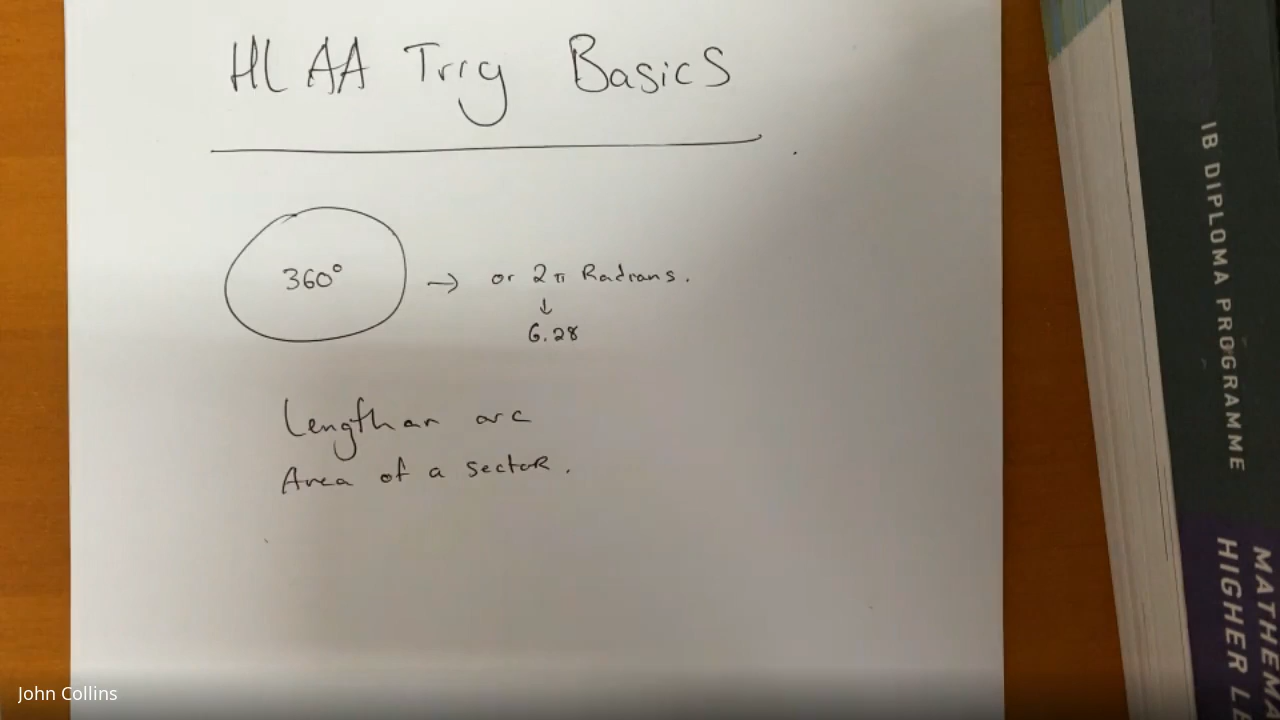 HL AA Trig Basics
360° → or 2π Radians.
↓
6.28
Length an arc
Area of a sector.
IB DIPLOMA PROGRAMME
MATHEMA
HIGHER LE
John Collins